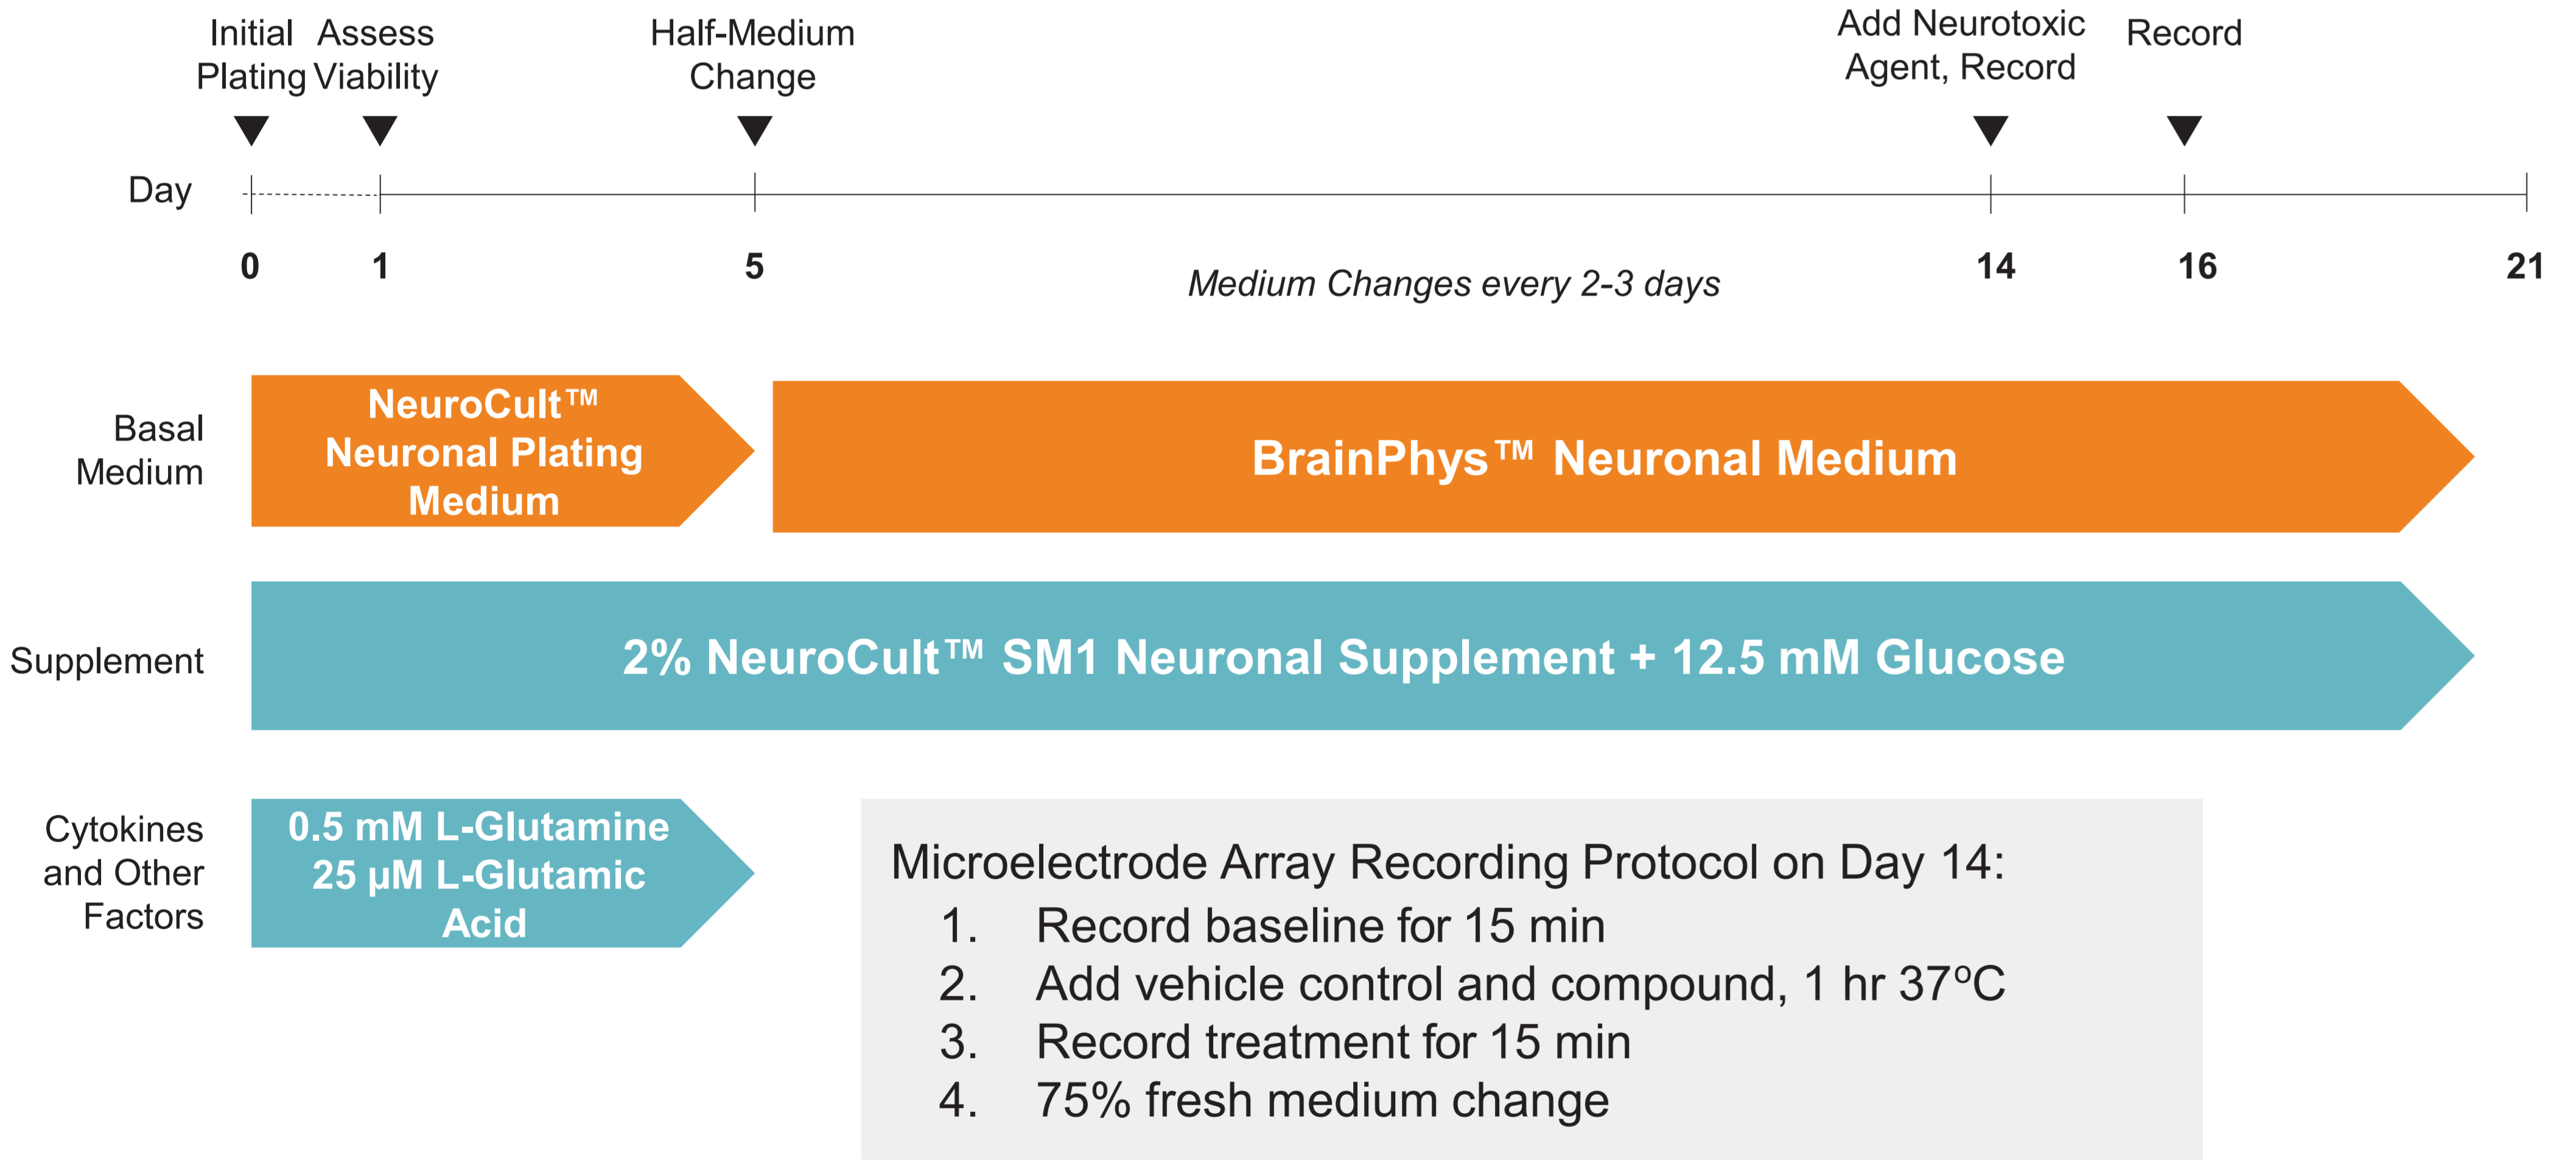 Initial
Plating
Assess
Viability
Half-Medium
Change
Add Neurotoxic
Agent, Record
Record
Day
0
1
5
Medium Changes every 2-3 days
14
16
21
Basal
Medium
NeuroCult™
Neuronal Plating
Medium
BrainPhys™ Neuronal Medium
Supplement
2% NeuroCult™ SM1 Neuronal Supplement + 12.5 mM Glucose
Cytokines
and Other
Factors
0.5 mM L-Glutamine
25 µM L-Glutamic
Acid
Microelectrode Array Recording Protocol on Day 14:
1. Record baseline for 15 min
2. Add vehicle control and compound, 1 hr 37ºC
3. Record treatment for 15 min
4. 75% fresh medium change